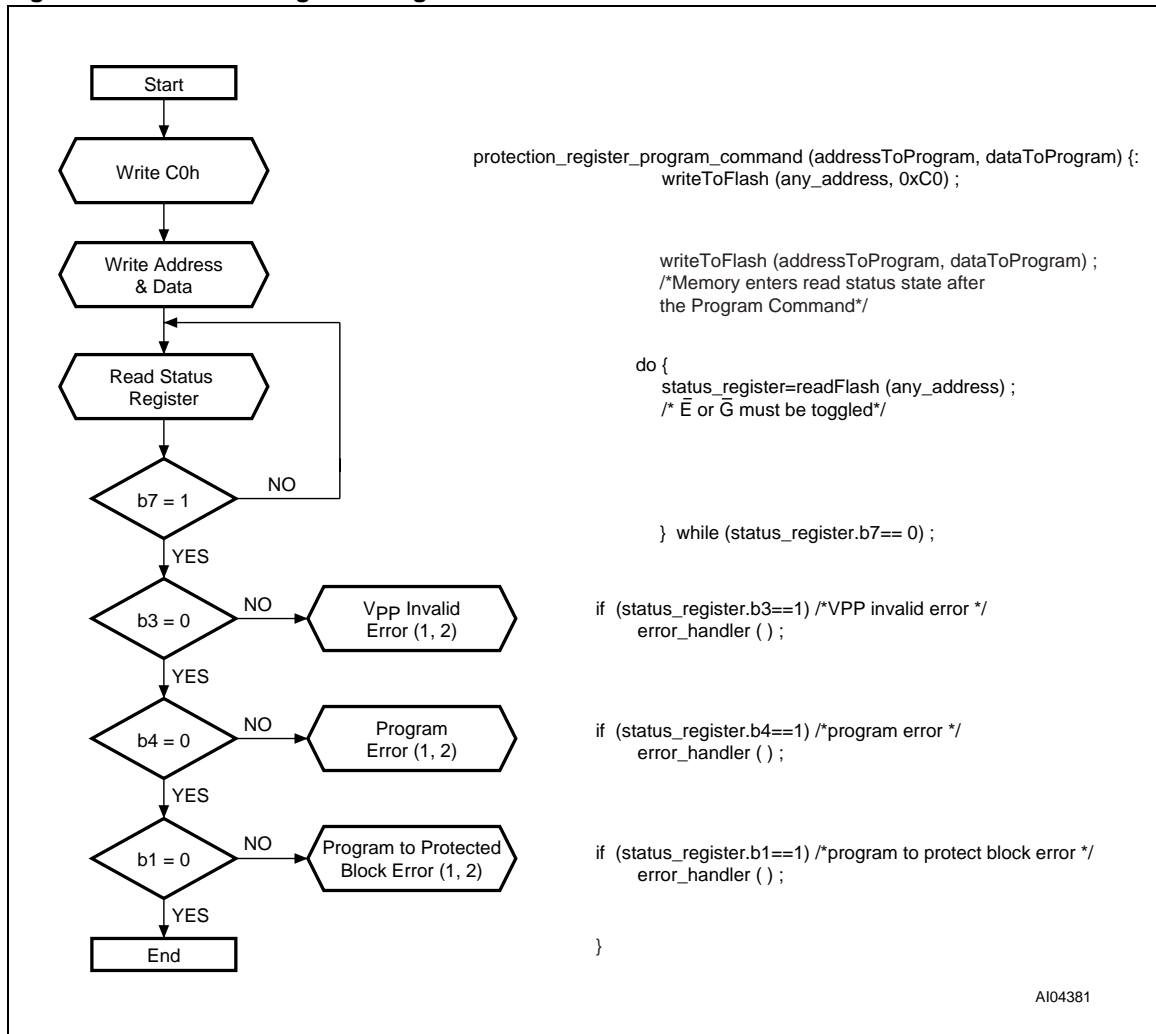 Start
Write C0h
protection_register_program_command (addressToProgram, dataToProgram) {:
writeToFlash (any_address, 0xC0) ;
Write Address
& Data
writeToFlash (addressToProgram, dataToProgram) ;
/*Memory enters read status state after
the Program Command*/
Read Status
Register
do {
status_register=readFlash (any_address) ;
/* E̅ or G̅ must be toggled*/
b7 = 1
NO
} while (status_register.b7== 0) ;
YES
b3 = 0
NO
VPP Invalid
Error (1, 2)
if (status_register.b3==1) /*VPP invalid error */
error_handler ( ) ;
YES
b4 = 0
NO
Program
Error (1, 2)
if (status_register.b4==1) /*program error */
error_handler ( ) ;
YES
b1 = 0
NO
Program to Protected
Block Error (1, 2)
if (status_register.b1==1) /*program to protect block error */
error_handler ( ) ;
YES
End
}
AI04381